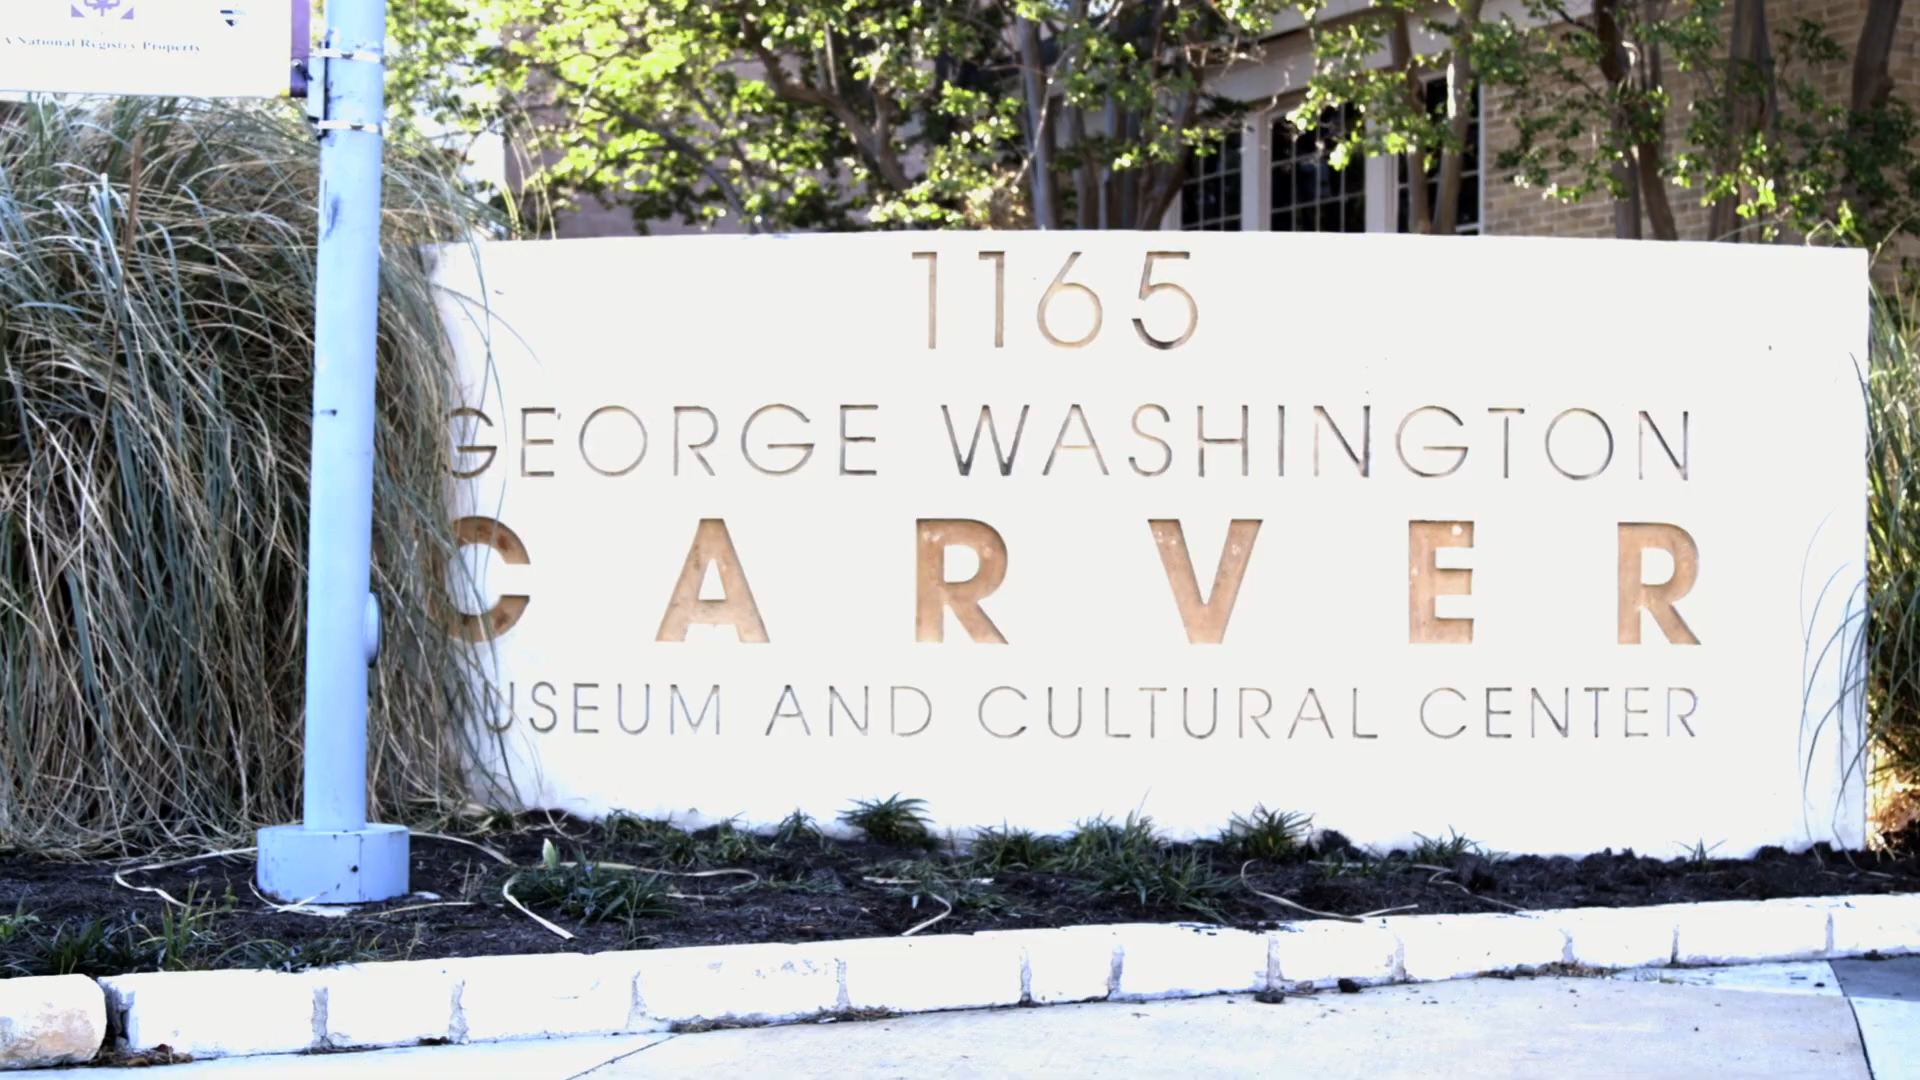 A National Registry Property
1165
GEORGE WASHINGTON
CARVER
MUSEUM AND CULTURAL CENTER